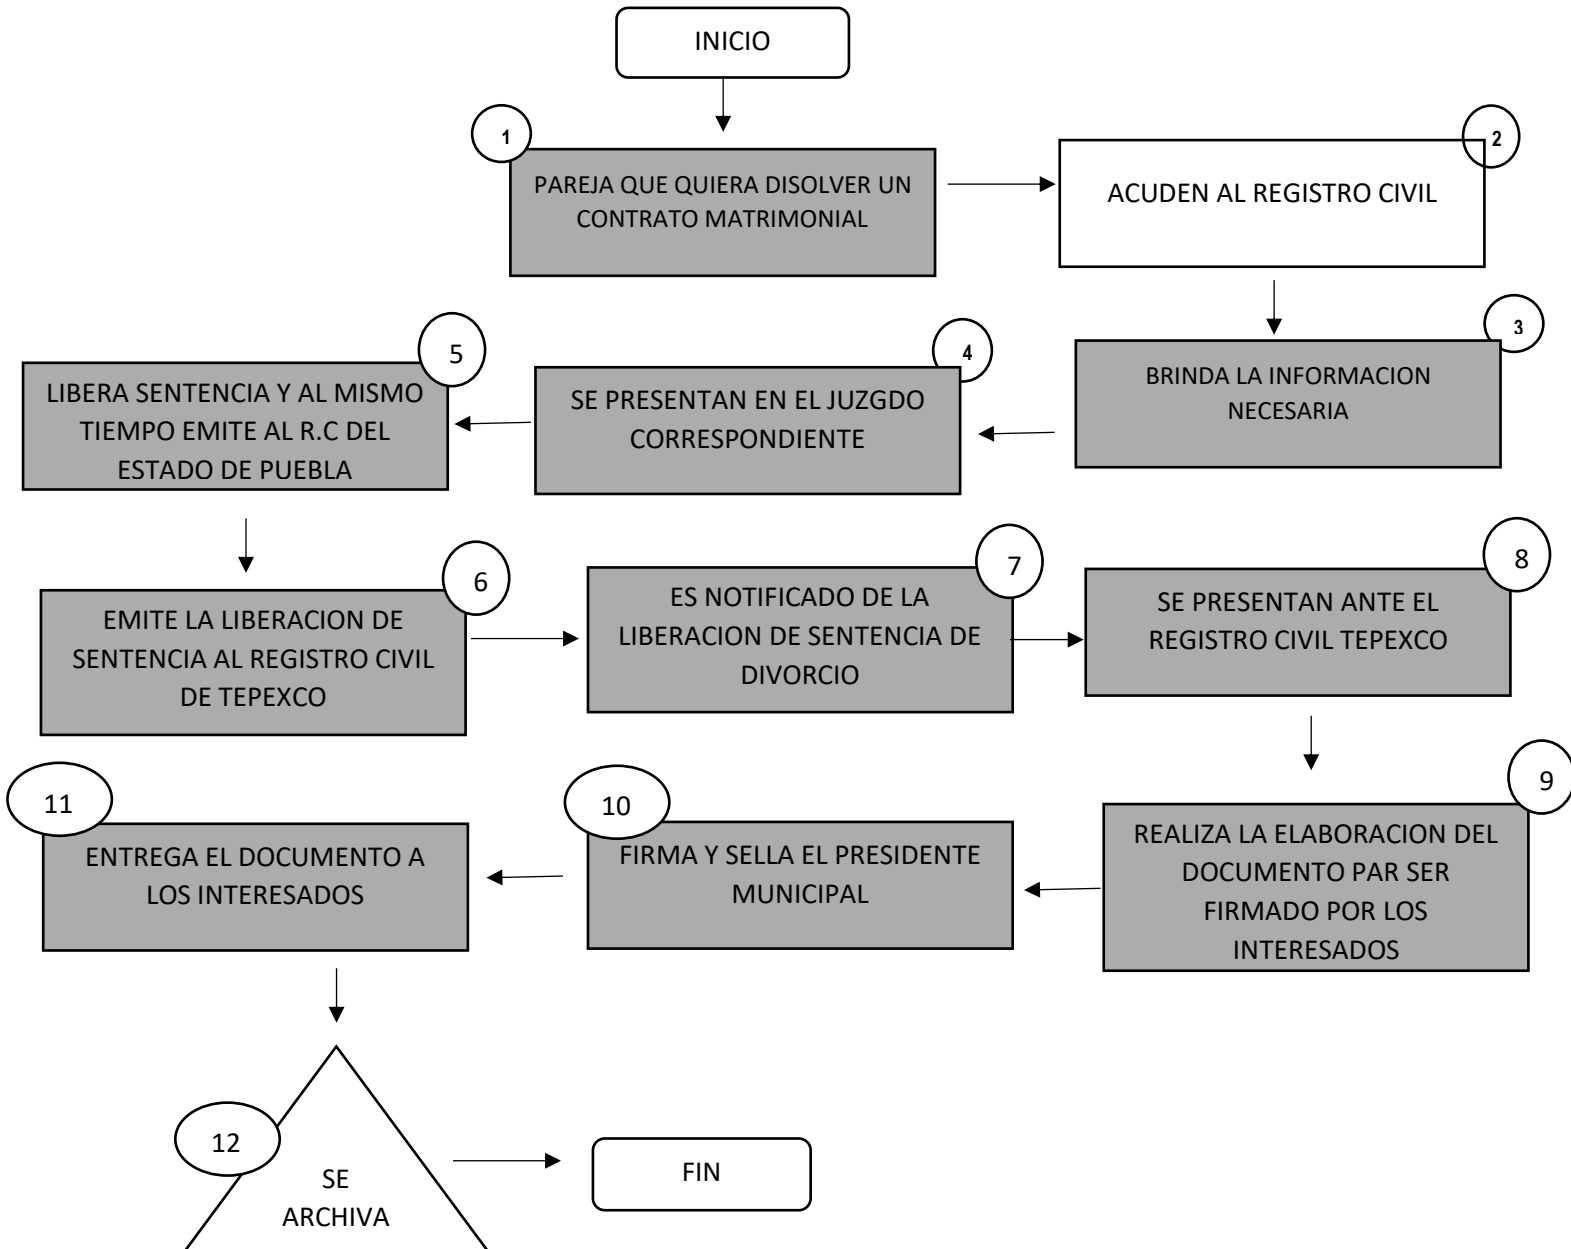 INICIO
1
PAREJA QUE QUIERA DISOLVER UN
CONTRATO MATRIMONIAL
2
ACUDEN AL REGISTRO CIVIL
3
BRINDA LA INFORMACION
NECESARIA
4
SE PRESENTAN EN EL JUZGDO
CORRESPONDIENTE
5
LIBERA SENTENCIA Y AL MISMO
TIEMPO EMITE AL R.C DEL
ESTADO DE PUEBLA
6
EMITE LA LIBERACION DE
SENTENCIA AL REGISTRO CIVIL
DE TEPEXCO
7
ES NOTIFICADO DE LA
LIBERACION DE SENTENCIA DE
DIVORCIO
8
SE PRESENTAN ANTE EL
REGISTRO CIVIL TEPEXCO
9
REALIZA LA ELABORACION DEL
DOCUMENTO PAR SER
FIRMADO POR LOS
INTERESADOS
10
FIRMA Y SELLA EL PRESIDENTE
MUNICIPAL
11
ENTREGA EL DOCUMENTO A
LOS INTERESADOS
12
SE
ARCHIVA
FIN